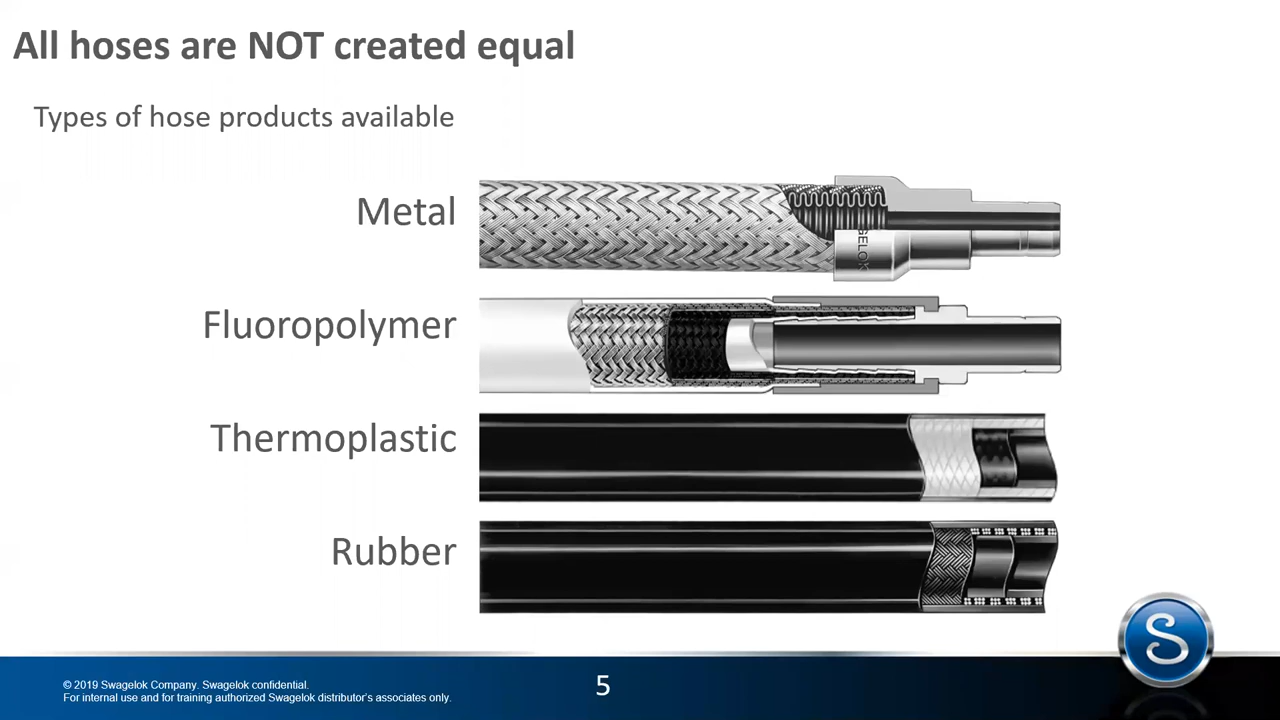 All hoses are NOT created equal
Types of hose products available
Metal
GELOK
Fluoropolymer
Thermoplastic
Rubber
S
© 2019 Swagelok Company. Swagelok confidential.
For internal use and for training authorized Swagelok distributor's associates only.
5